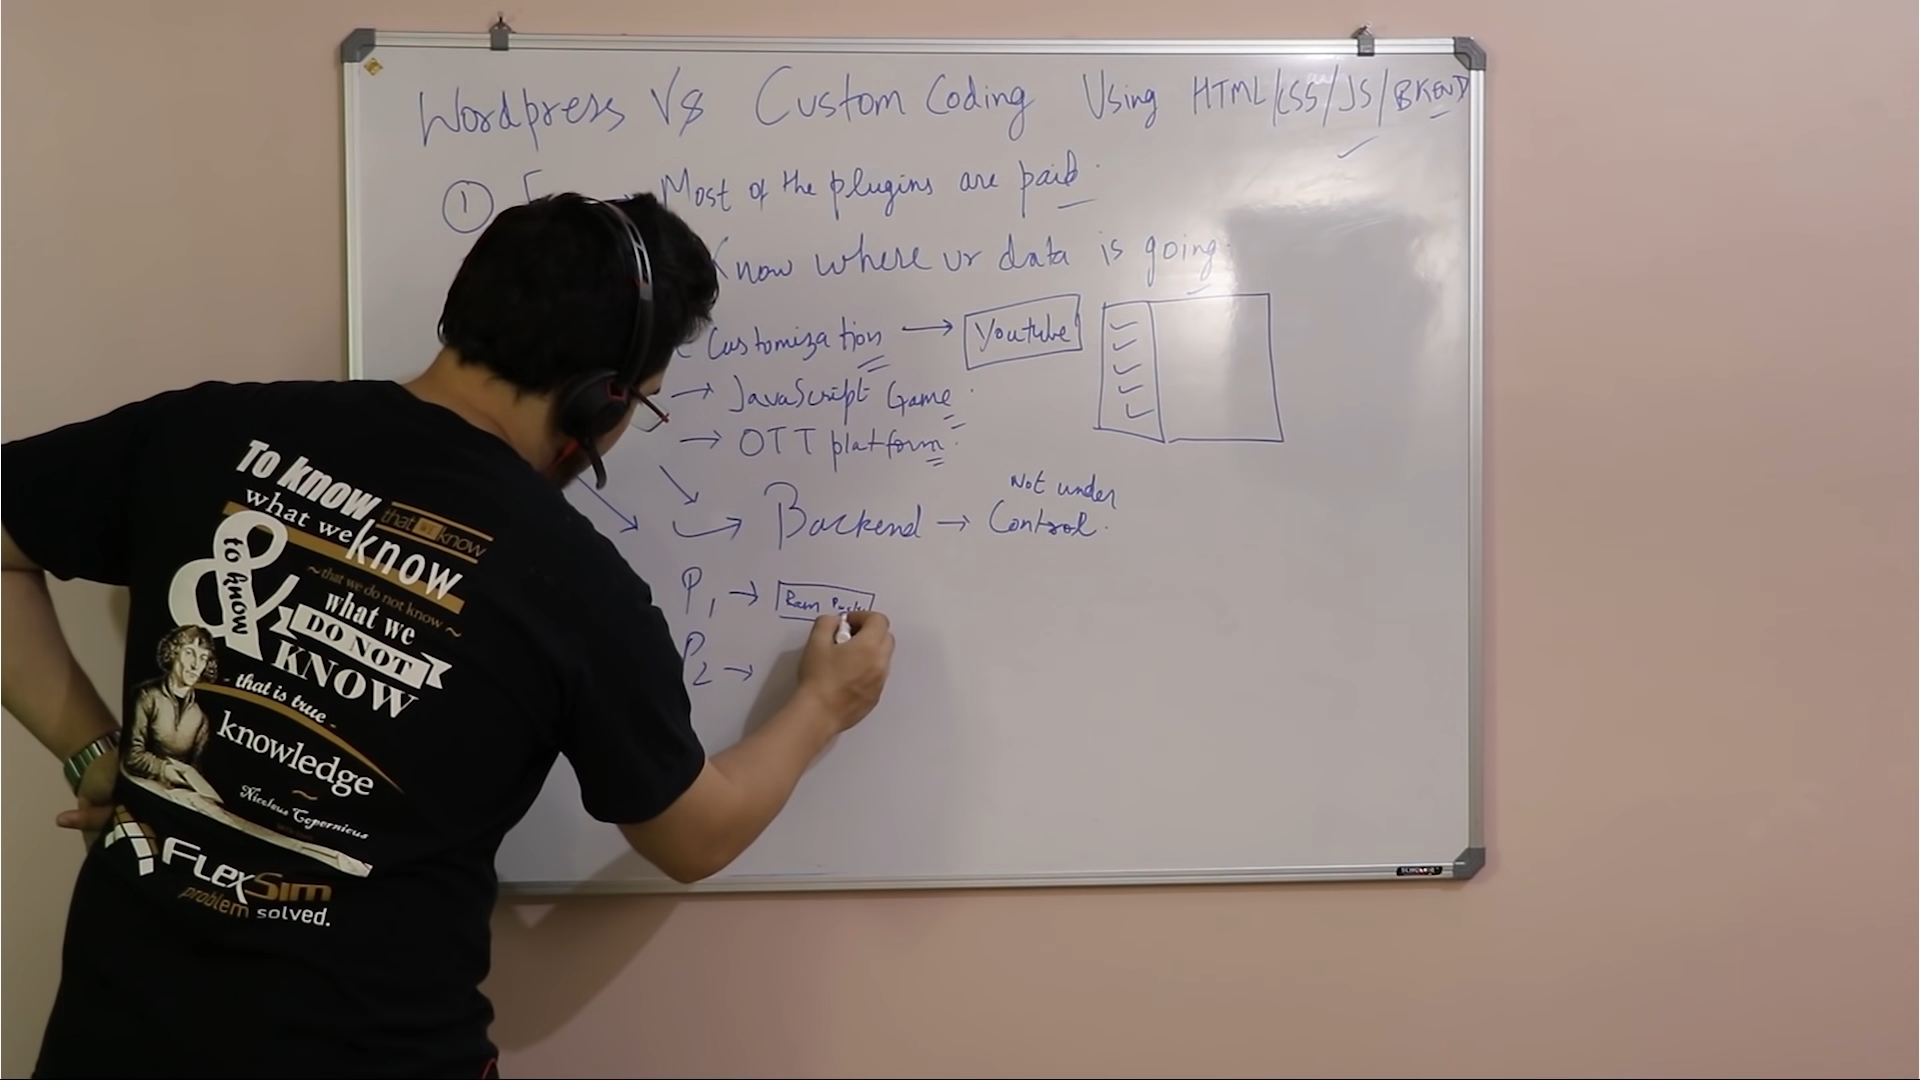 Wordpress Vs Custom Coding Using HTML/CSS/JS/BKEND
① Most of the plugins are paid.
Know where ur data is going.
Customization → Youtube
→ JavaScript Game.
→ OTT platform.
Not under
→ Backend → Control.
P1 → Ram
P2 →
To know
that we know
what we know
& to know
~that we do not know~
what we
DO NOT
KNOW
- that is true -
knowledge
~
Nicolaus Copernicus
FlexSim
problem solved.